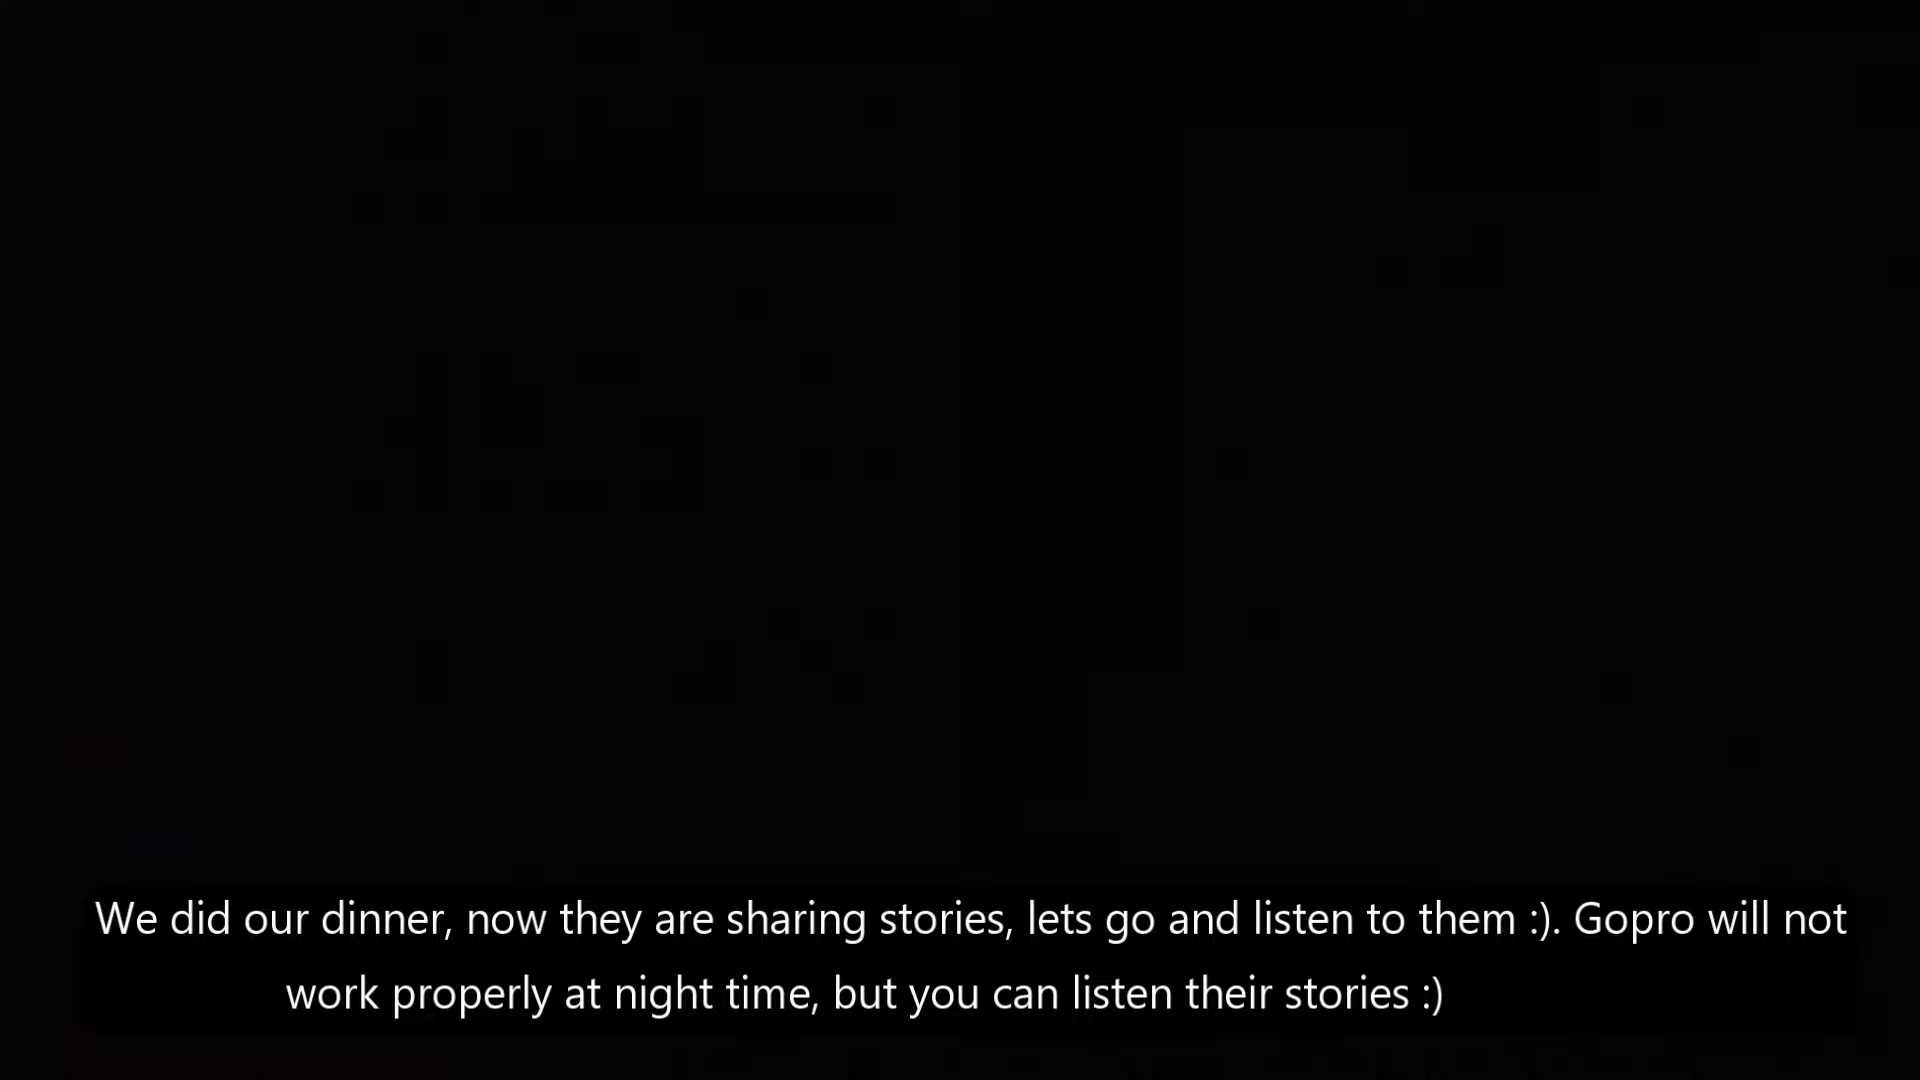 We did our dinner, now they are sharing stories, lets go and listen to them :). Gopro will not
work properly at night time, but you can listen their stories :)